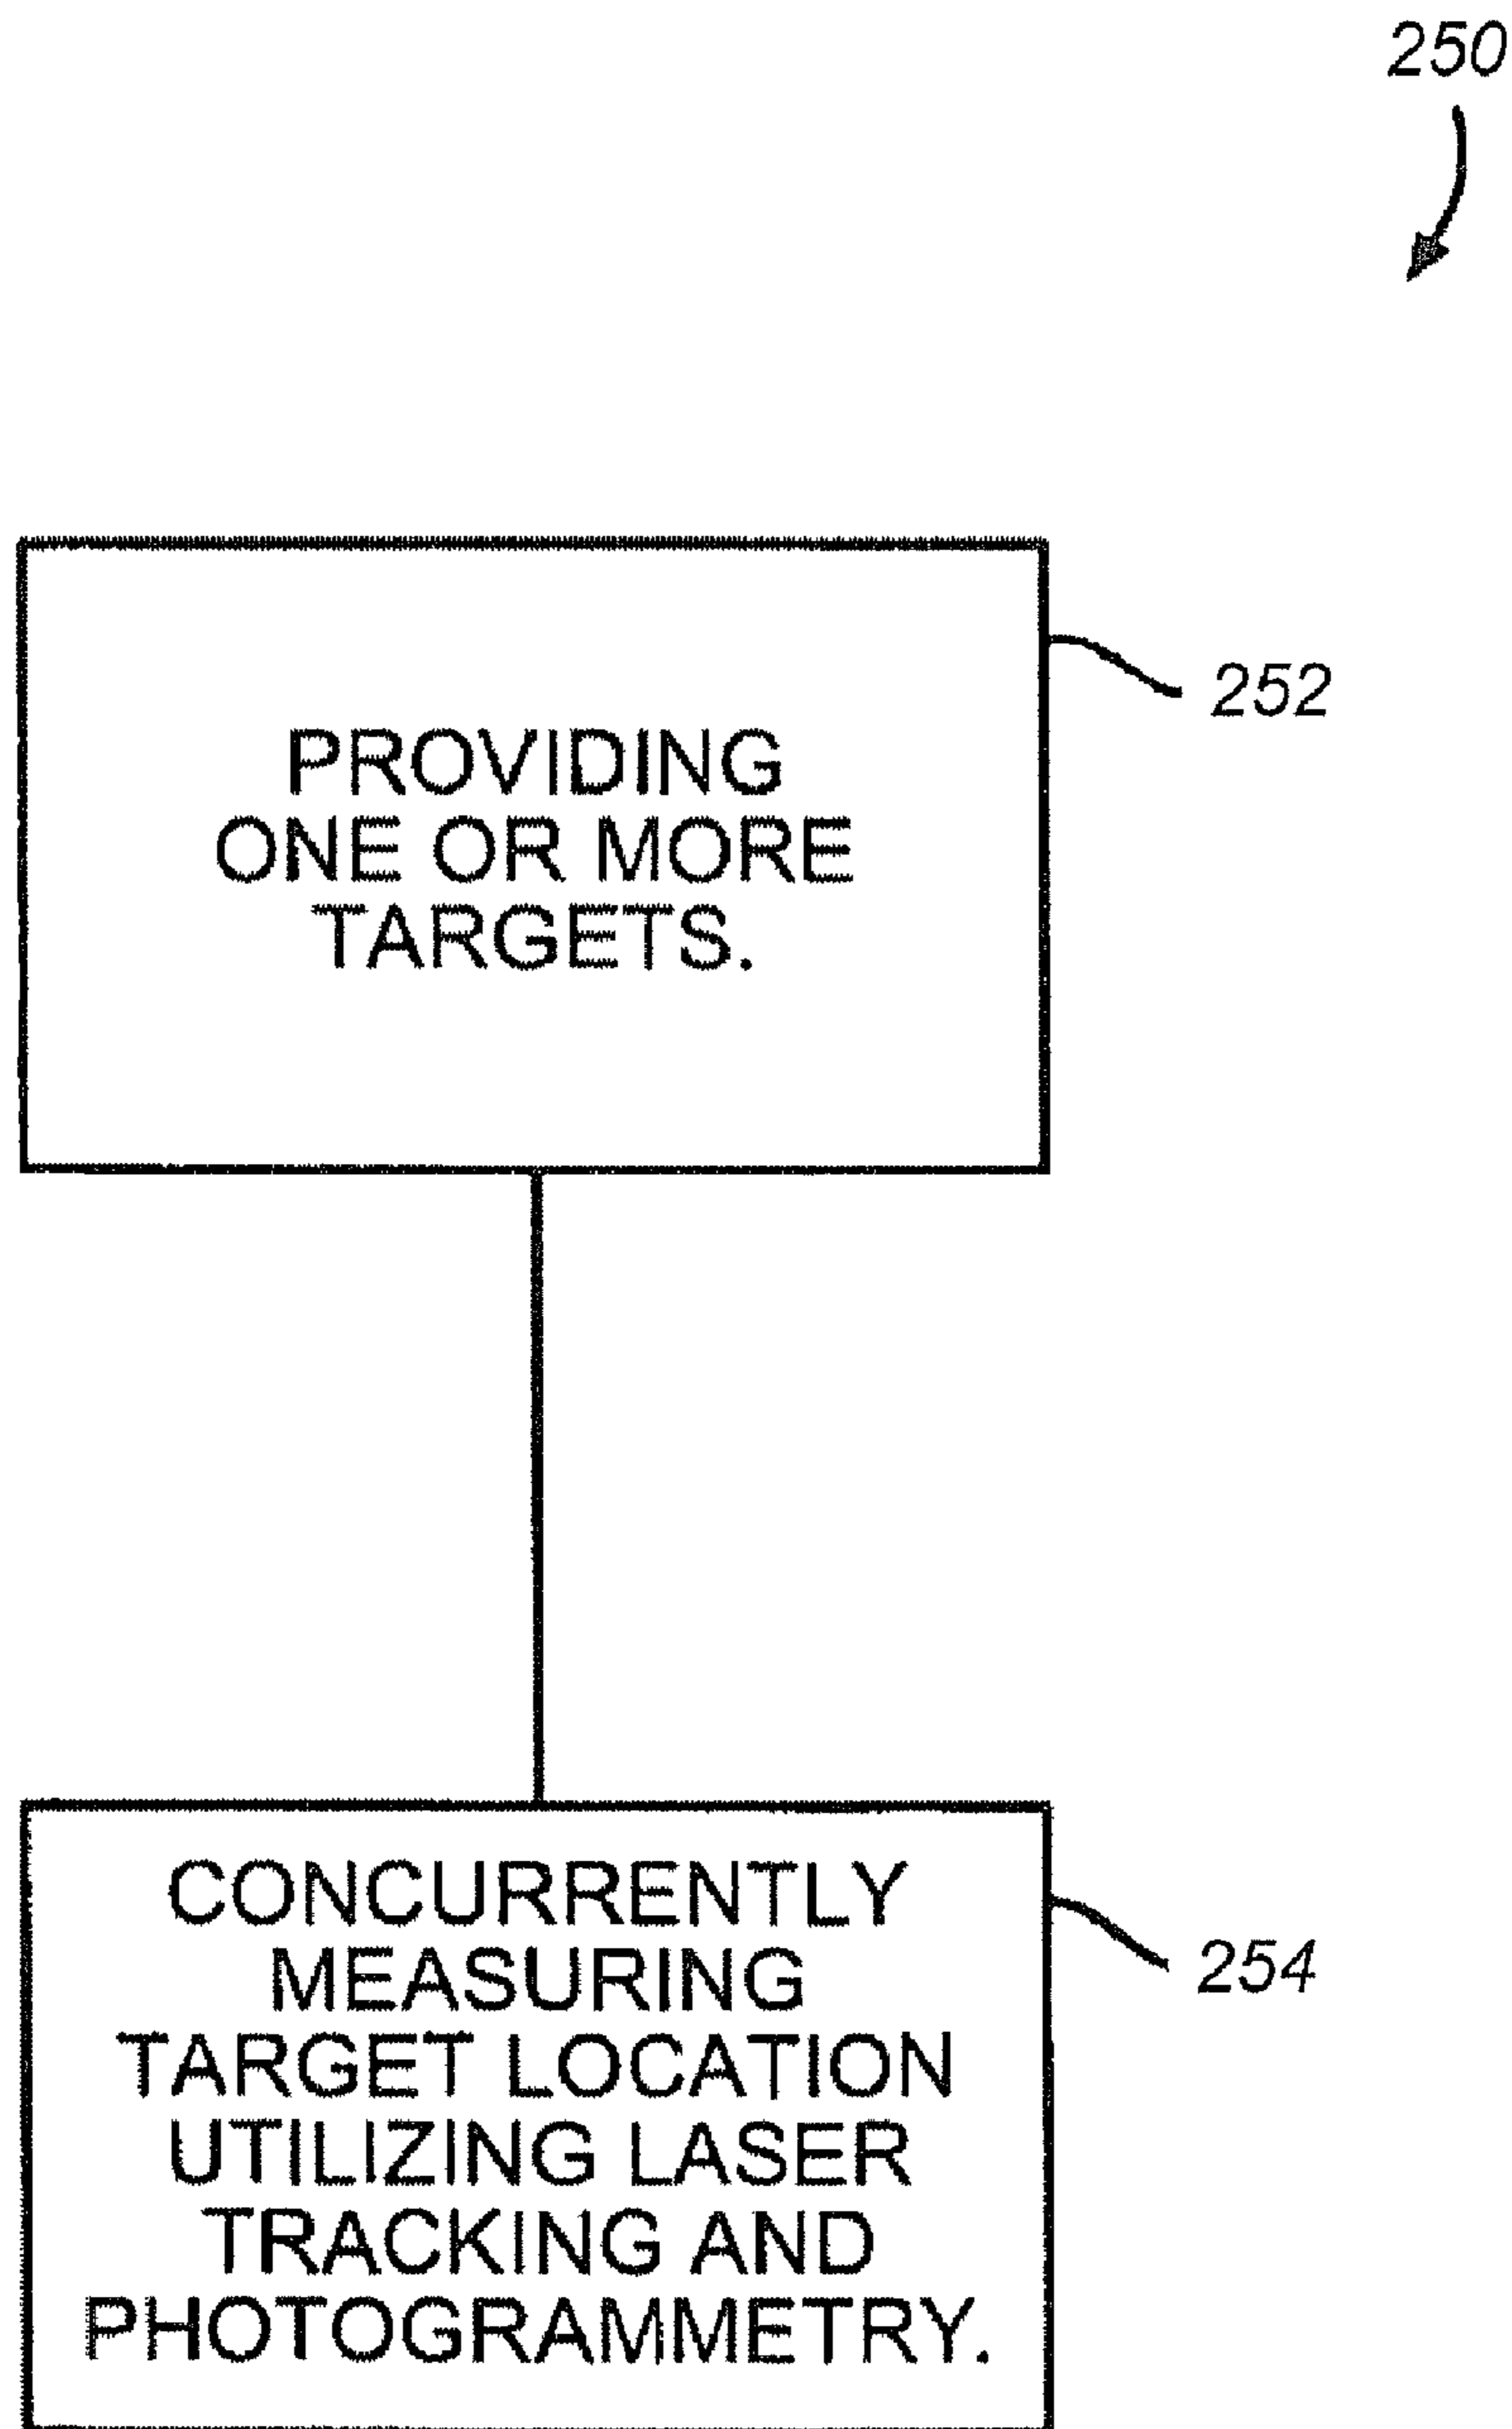 250
PROVIDING
ONE OR MORE
TARGETS.
252
CONCURRENTLY
MEASURING
TARGET LOCATION
UTILIZING LASER
TRACKING AND
PHOTOGRAMMETRY.
254